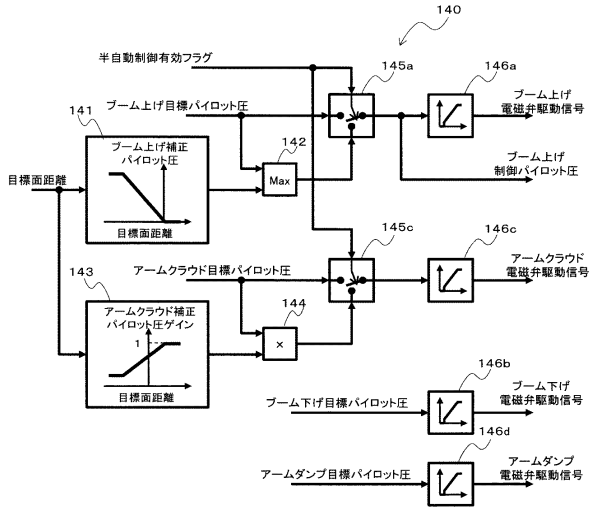 140
半自動制御有効フラグ
145a
146a
ブーム上げ目標パイロット圧
ブーム上げ
電磁弁駆動信号
141
ブーム上げ補正
パイロット圧
目標面距離
142
Max
ブーム上げ
制御パイロット圧
目標面距離
145c
146c
143
アームクラウド目標パイロット圧
アームクラウド
電磁弁駆動信号
アームクラウド補正
パイロット圧ゲイン
1
目標面距離
144
×
146b
ブーム下げ目標パイロット圧
ブーム下げ
電磁弁駆動信号
146d
アームダンプ目標パイロット圧
アームダンプ
電磁弁駆動信号